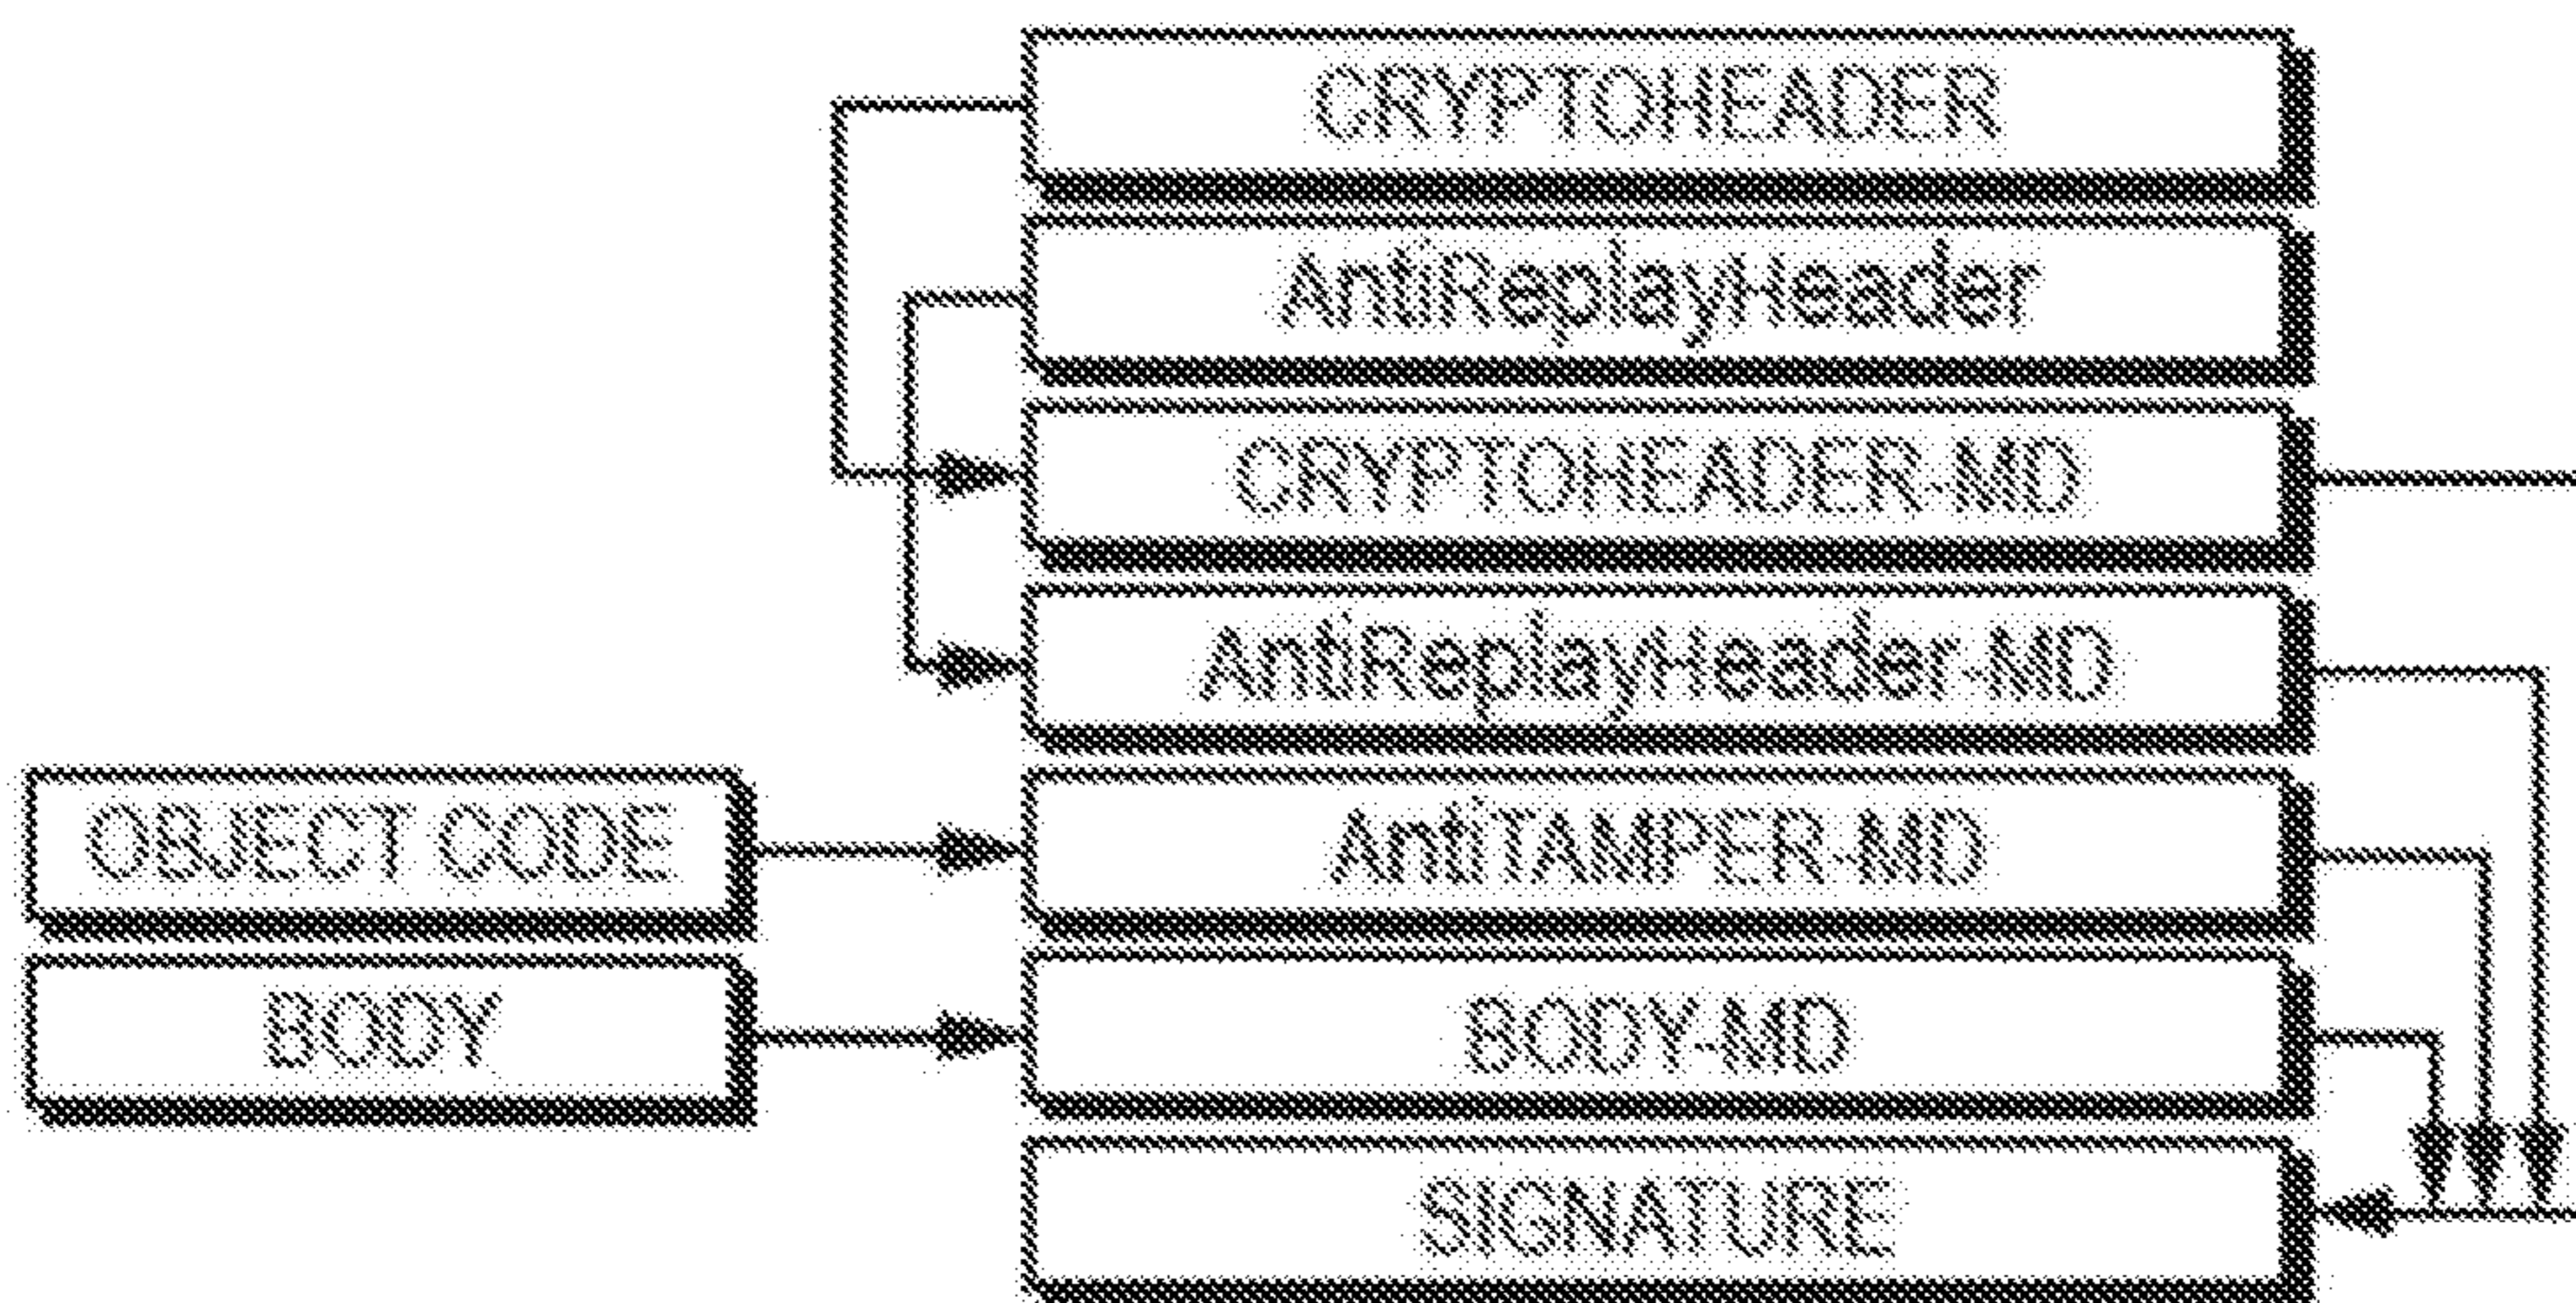 CRYPTOHEADER
AntiReplayHeader
CRYPTOHEADER-MD
AntiReplayHeader-MD
OBJECT CODE
AntiTAMPER-MD
BODY
BODY-MD
SIGNATURE